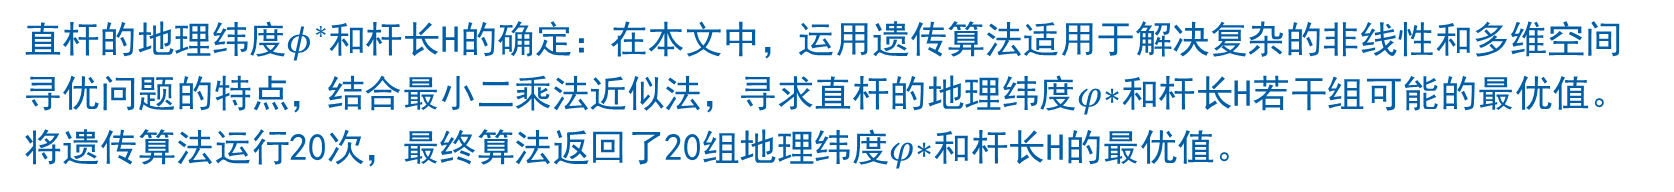 直杆的地理纬度𝜙*和杆长H的确定：在本文中，运用遗传算法适用于解决复杂的非线性和多维空间
寻优问题的特点，结合最小二乘法近似法，寻求直杆的地理纬度𝜑∗和杆长H若干组可能的最优值。
将遗传算法运行20次，最终算法返回了20组地理纬度𝜑∗和杆长H的最优值。